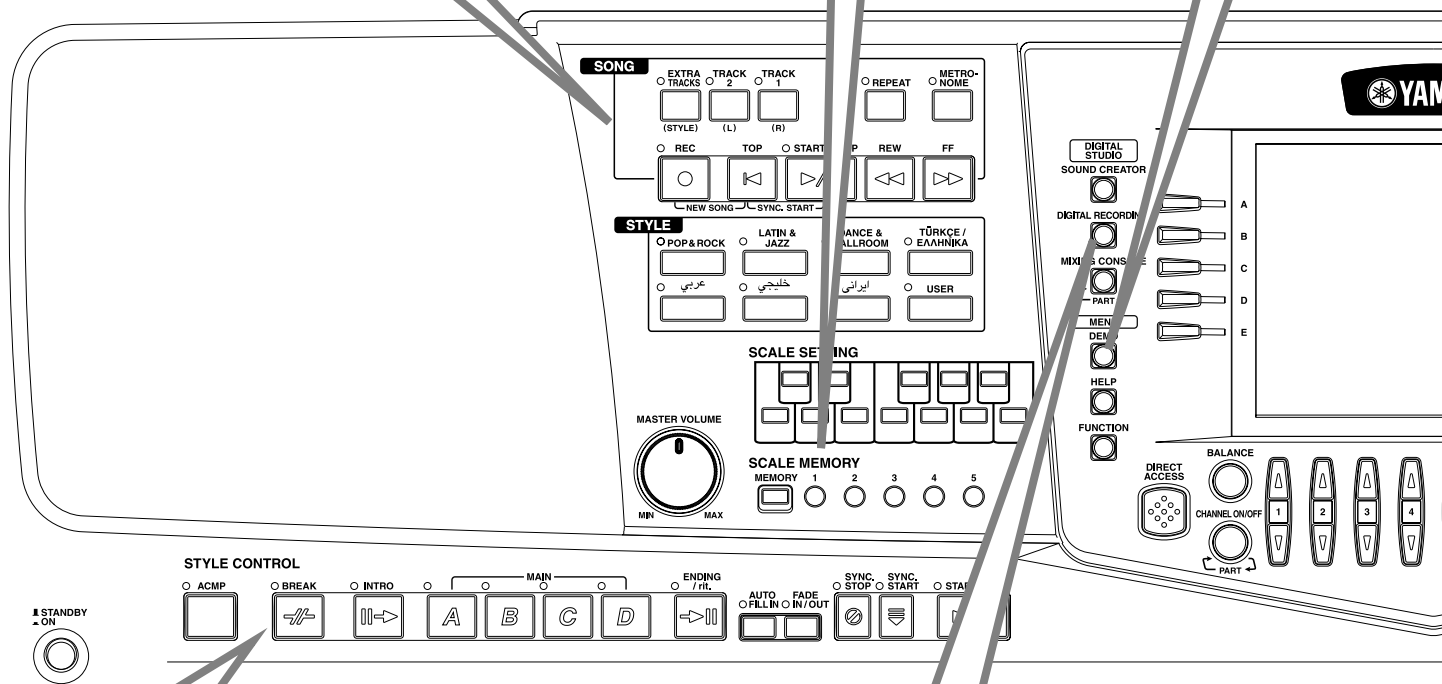 SONG
EXTRA TRACKS
TRACK 2
TRACK 1
REPEAT
METRO-
NOME
(STYLE)
(L)
(R)
REC
TOP
START
REW
FF
NEW SONG
SYNC. START
STYLE
POP & ROCK
LATIN &
JAZZ
&
TÜRKÇE /
ΕΛΛΗΝΙΚΑ
عربي
خليجي
ايرانى
USER
SCALE SETTING
MASTER VOLUME
MIN
MAX
SCALE MEMORY
MEMORY
1
2
3
4
5
DIGITAL
STUDIO
SOUND CREATOR
DIGITAL
MIXING
PART
DEMO
HELP
FUNCTION
A
B
C
D
E
DIRECT
ACCESS
BALANCE
CHANNEL ON/OFF
PART
1
2
3
4
STYLE CONTROL
ACMP
BREAK
INTRO
MAIN
A
B
C
D
ENDING
/ rit.
AUTO
FILL IN
FADE
IN / OUT
SYNC.
STOP
SYNC.
START
STANDBY
ON